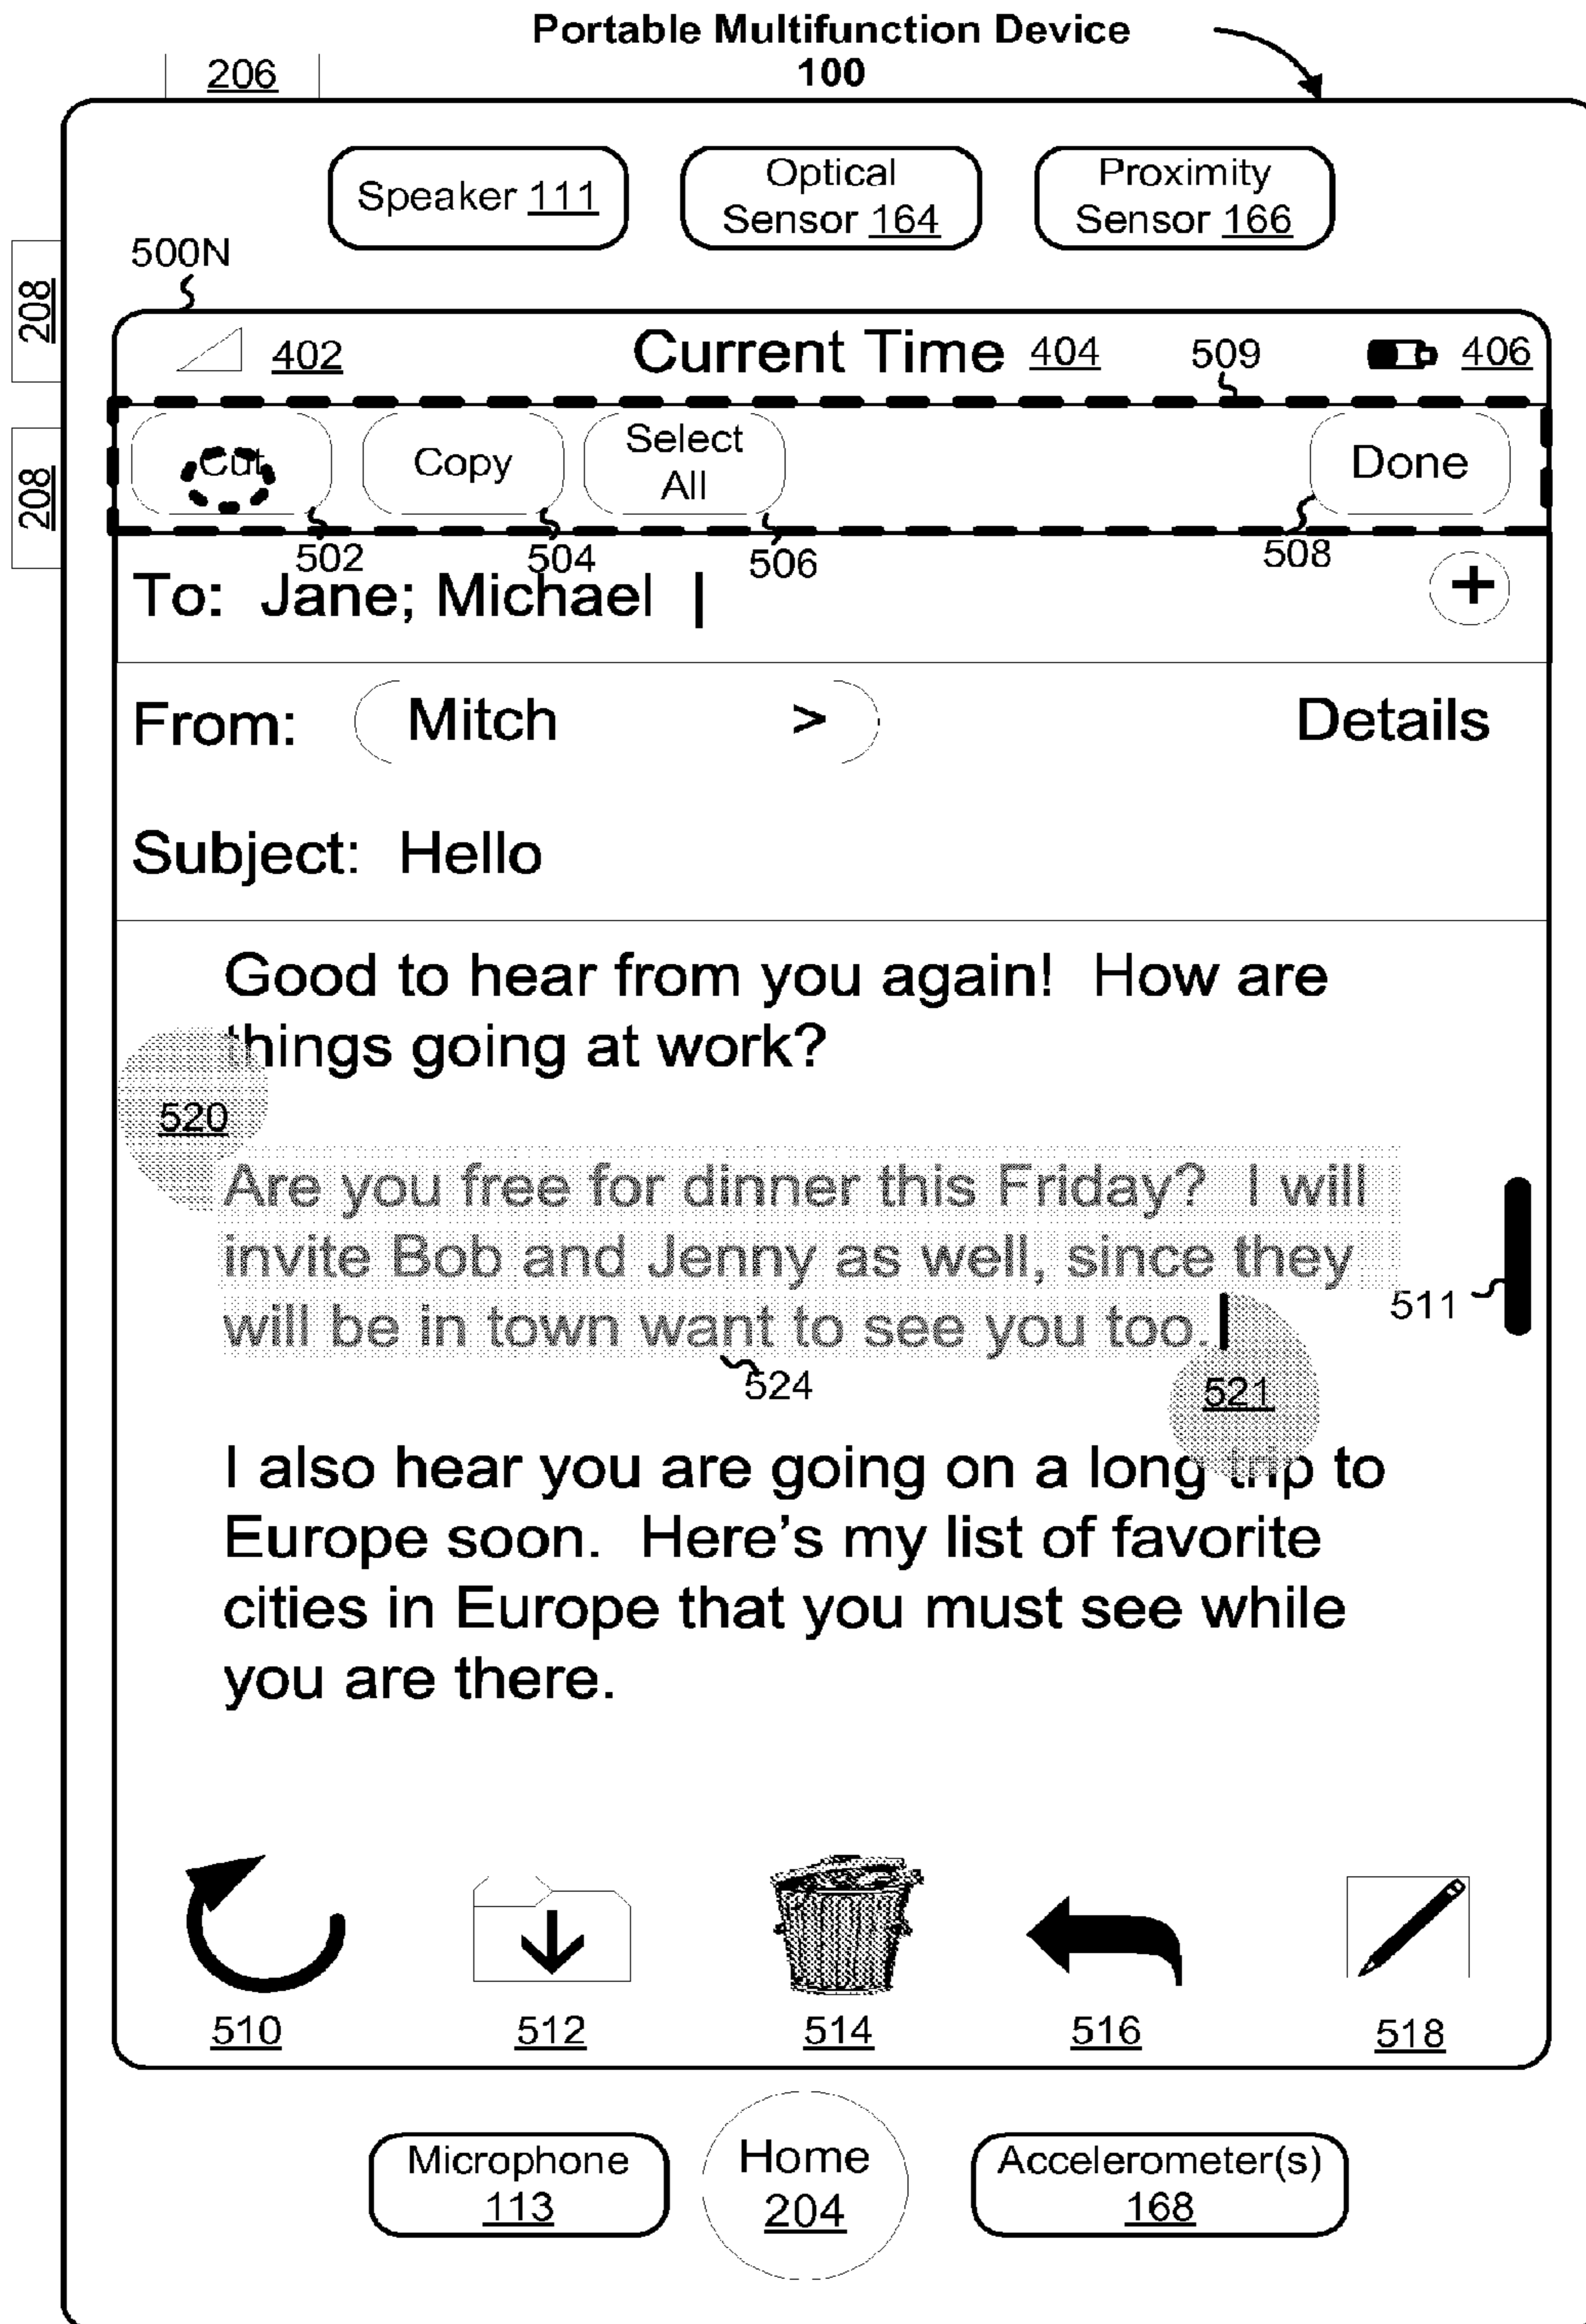 Portable Multifunction Device
100
206
Speaker 111
Optical
Sensor 164
Proximity
Sensor 166
500N
208
402
Current Time 404
509
406
208
Cut
Copy
Select
All
Done
502
504
506
508
To: Jane; Michael
+
From: Mitch >
Details
Subject: Hello
Good to hear from you again! How are
things going at work?
520
Are you free for dinner this Friday? I will
invite Bob and Jenny as well, since they
511
will be in town want to see you too.
524
521
I also hear you are going on a long trip to
Europe soon. Here's my list of favorite
cities in Europe that you must see while
you are there.
510
512
514
516
518
Microphone
113
Home
204
Accelerometer(s)
168